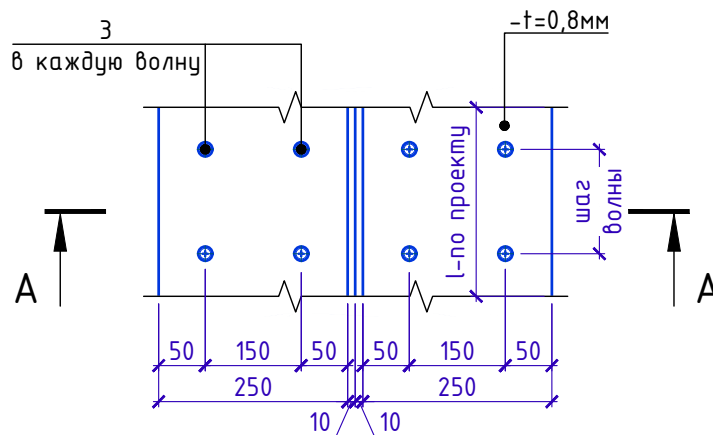 3
в каждую волну
-t=0,8мм
l-по проекту
шаг
волны
А
А
50
150
50
50
150
50
250
250
10
10